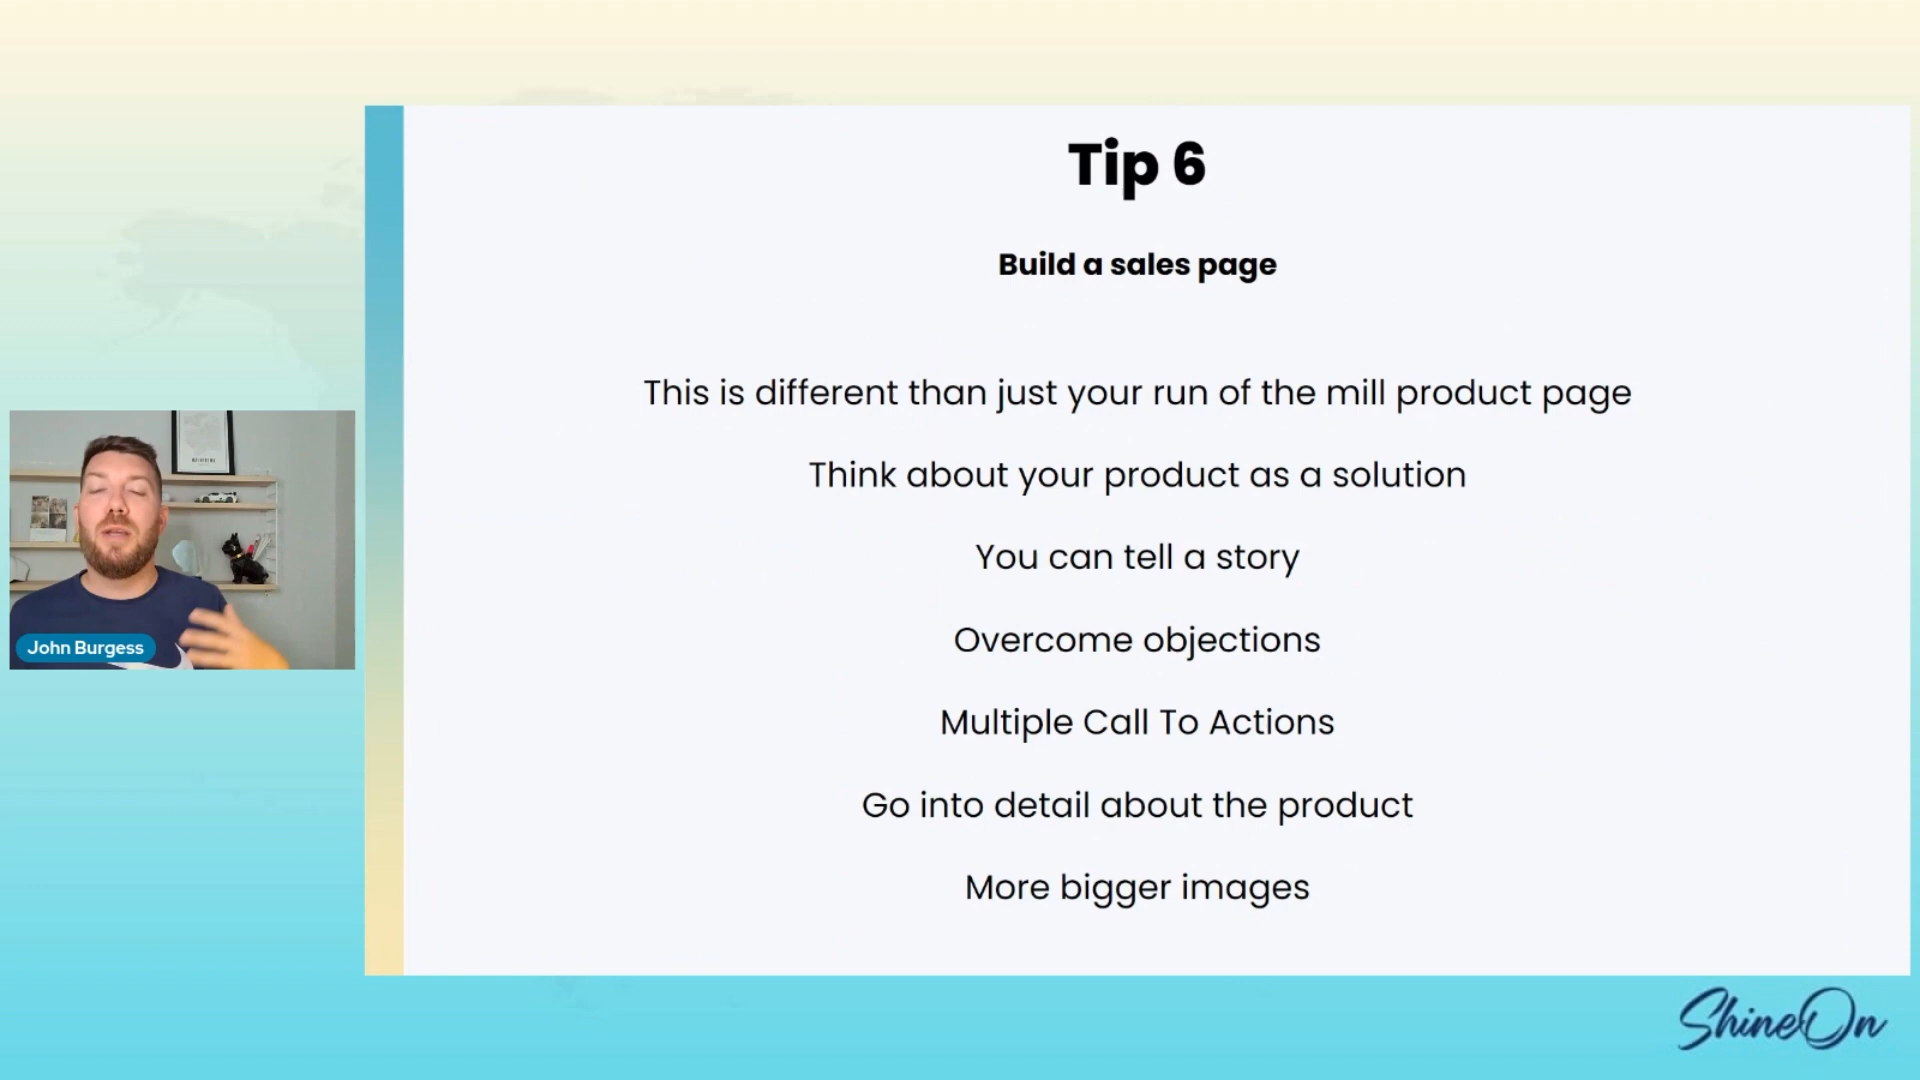 Tip 6
Build a sales page
This is different than just your run of the mill product page
Think about your product as a solution
You can tell a story
Overcome objections
Multiple Call To Actions
Go into detail about the product
More bigger images
John Burgess
ShineOn